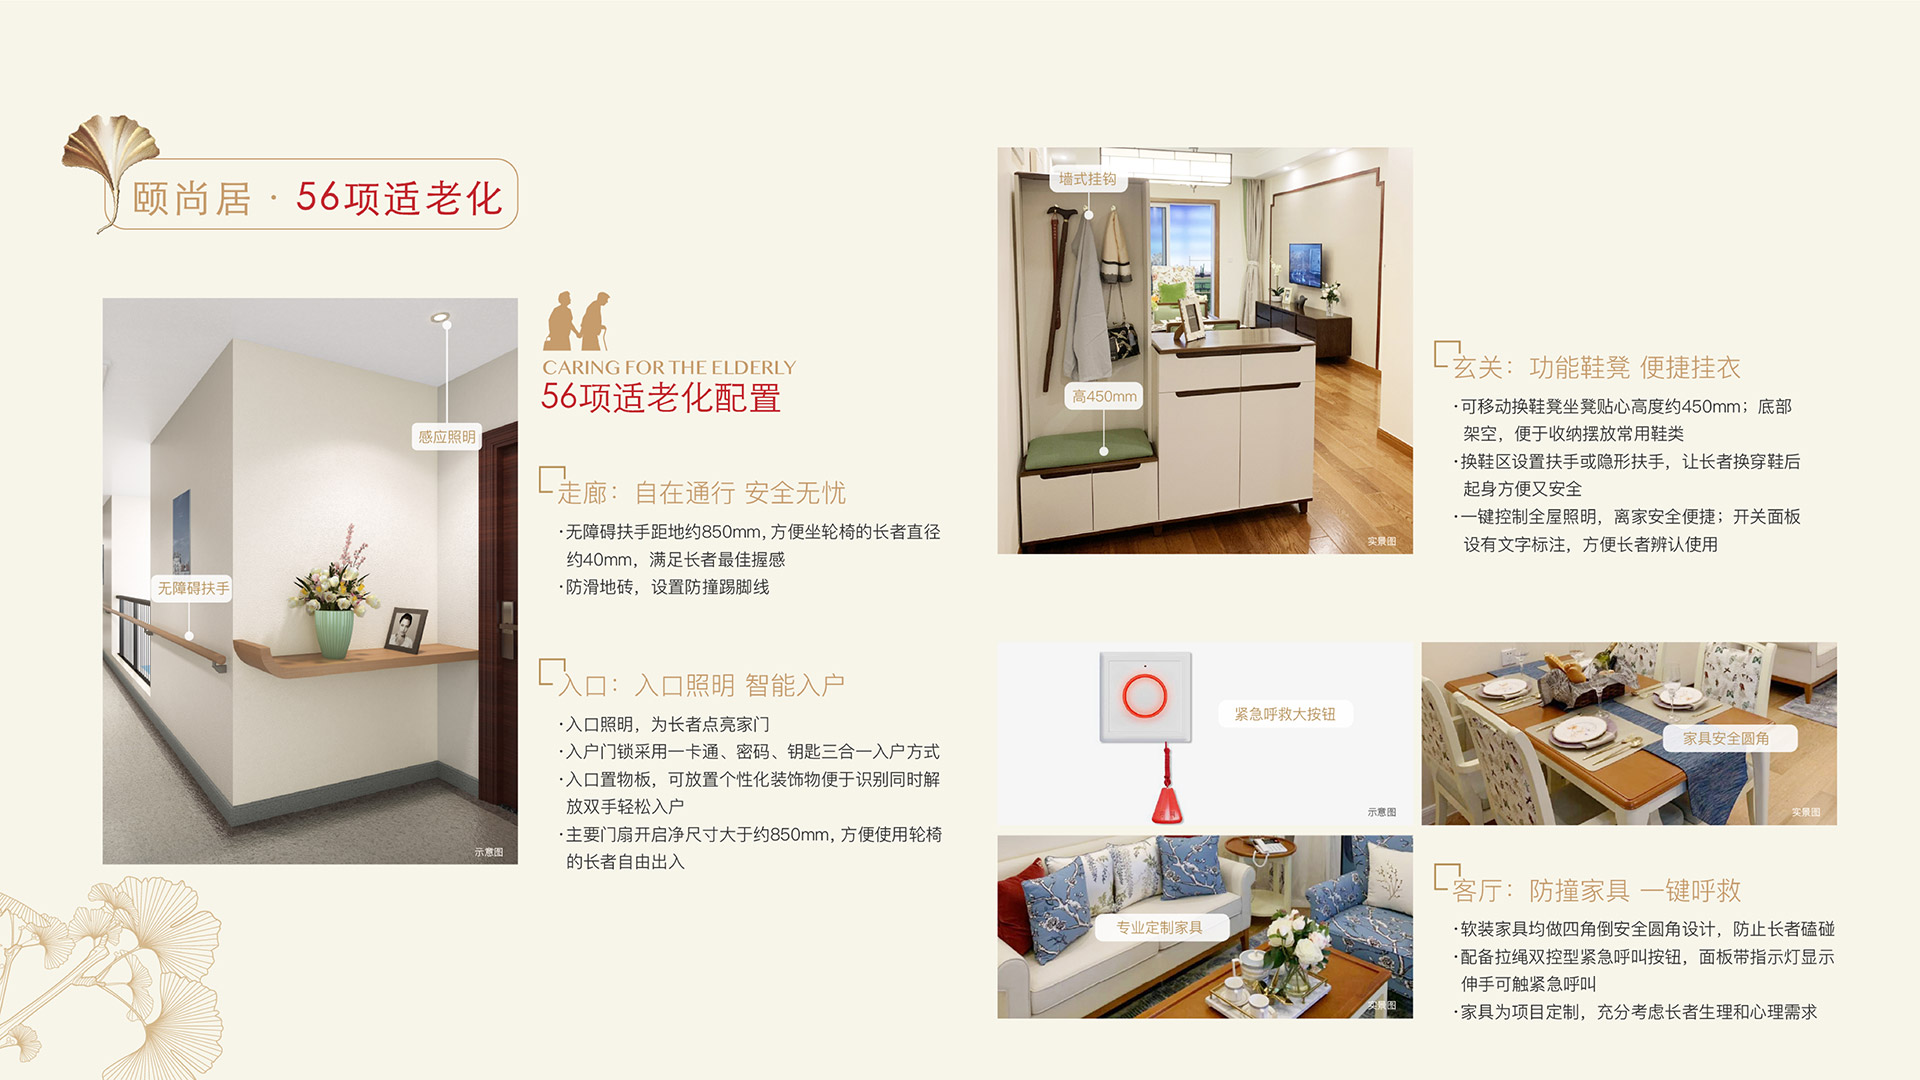 颐尚居 · 56项适老化
感应照明
无障碍扶手
示意图
CARING FOR THE ELDERLY
56项适老化配置
走廊：自在通行 安全无忧
·无障碍扶手距地约850mm,方便坐轮椅的长者直径
约40mm，满足长者最佳握感
·防滑地砖，设置防撞踢脚线
入口：入口照明 智能入户
·入口照明，为长者点亮家门
·入户门锁采用一卡通、密码、钥匙三合一入户方式
·入口置物板，可放置个性化装饰物便于识别同时解
放双手轻松入户
·主要门扇开启净尺寸大于约850mm,方便使用轮椅
的长者自由出入
墙式挂钩
高450mm
实景图
玄关：功能鞋凳 便捷挂衣
·可移动换鞋凳坐凳贴心高度约450mm；底部
架空，便于收纳摆放常用鞋类
·换鞋区设置扶手或隐形扶手，让长者换穿鞋后
起身方便又安全
·一键控制全屋照明，离家安全便捷；开关面板
设有文字标注，方便长者辨认使用
紧急呼救大按钮
示意图
家具安全圆角
实景图
专业定制家具
实景图
客厅：防撞家具 一键呼救
·软装家具均做四角倒安全圆角设计，防止长者磕碰
·配备拉绳双控型紧急呼叫按钮，面板带指示灯显示
伸手可触紧急呼叫
·家具为项目定制，充分考虑长者生理和心理需求